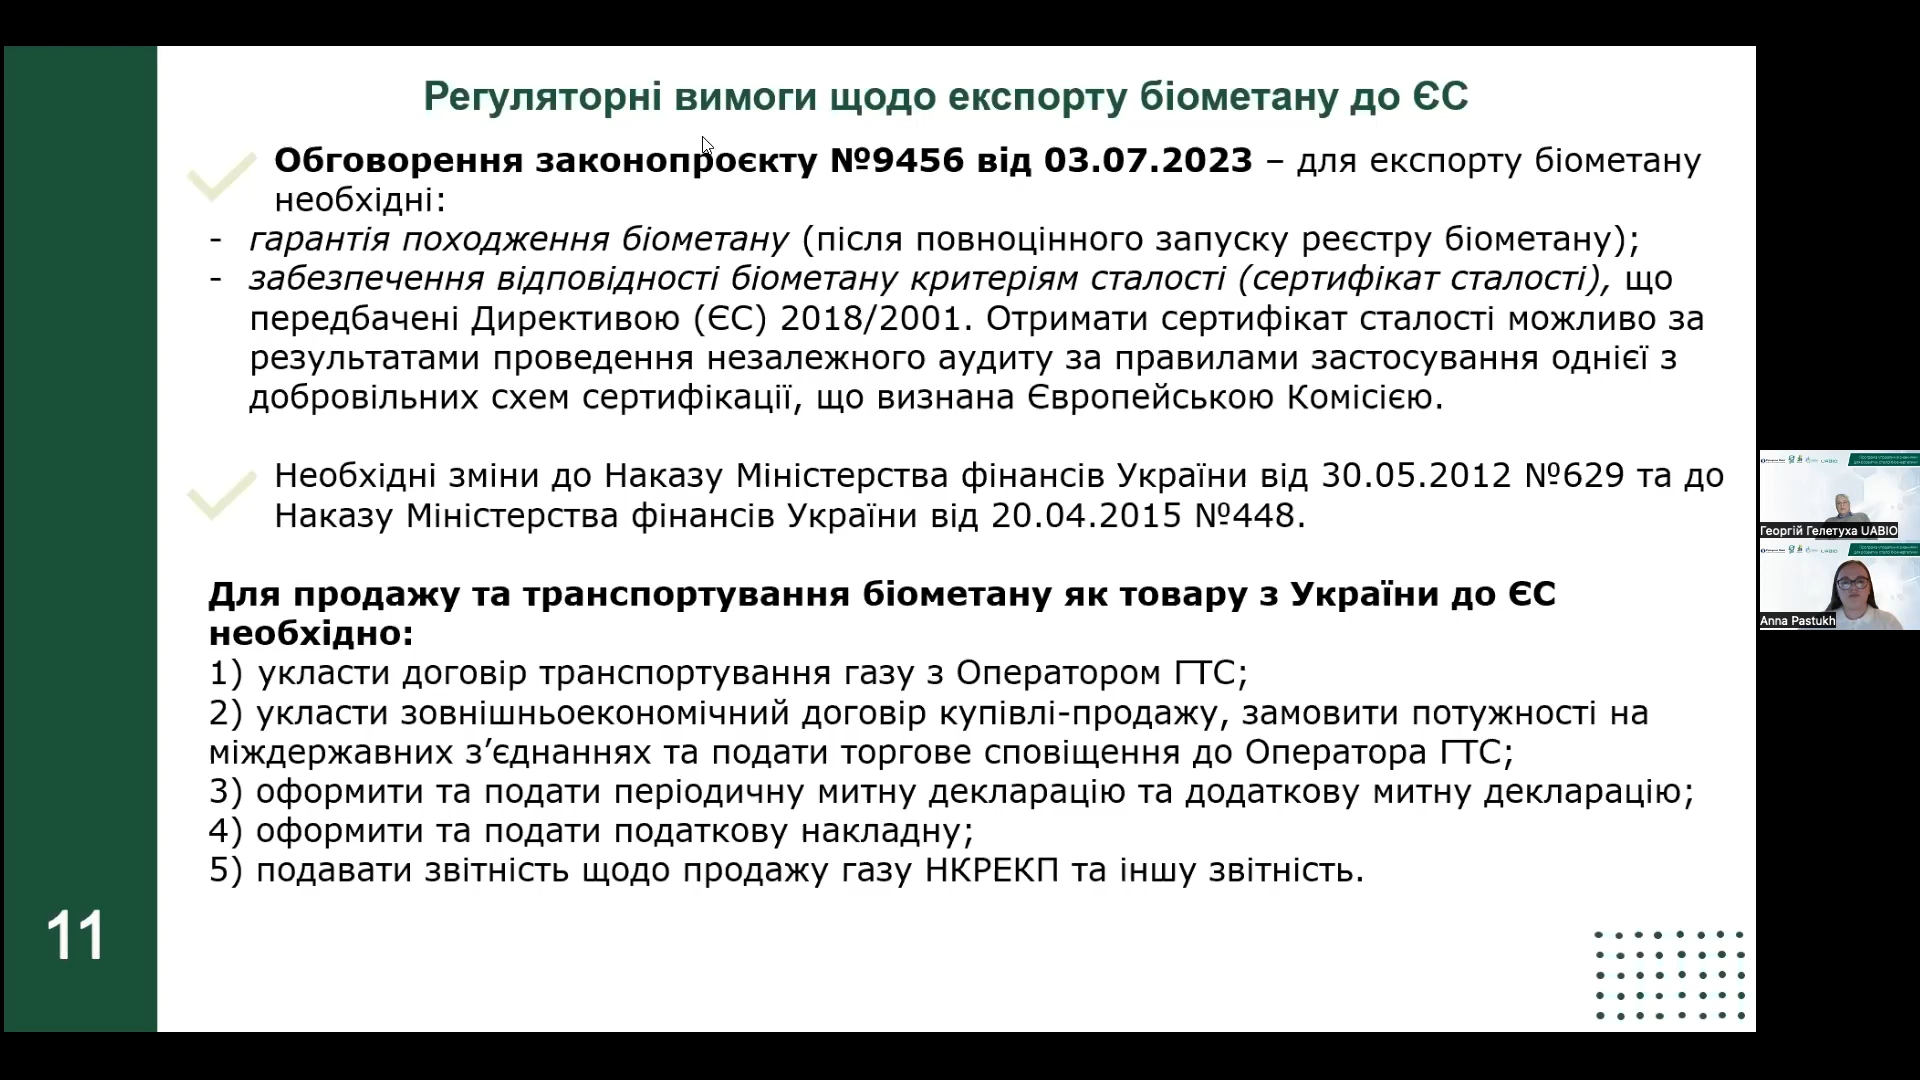 Регуляторні вимоги щодо експорту біометану до ЄС
Обговорення законопроєкту №9456 від 03.07.2023 – для експорту біометану
необхідні:
- гарантія походження біометану (після повноцінного запуску реєстру біометану);
- забезпечення відповідності біометану критеріям сталості (сертифікат сталості), що
передбачені Директивою (ЄС) 2018/2001. Отримати сертифікат сталості можливо за
результатами проведення незалежного аудиту за правилами застосування однієї з
добровільних схем сертифікації, що визнана Європейською Комісією.
Необхідні зміни до Наказу Міністерства фінансів України від 30.05.2012 №629 та до
Наказу Міністерства фінансів України від 20.04.2015 №448.
Для продажу та транспортування біометану як товару з України до ЄС
необхідно:
1) укласти договір транспортування газу з Оператором ГТС;
2) укласти зовнішньоекономічний договір купівлі-продажу, замовити потужності на
міждержавних з’єднаннях та подати торгове сповіщення до Оператора ГТС;
3) оформити та подати періодичну митну декларацію та додаткову митну декларацію;
4) оформити та подати податкову накладну;
5) подавати звітність щодо продажу газу НКРЕКП та іншу звітність.
11
Георгій Гелетуха UABIO
Anna Pastukh